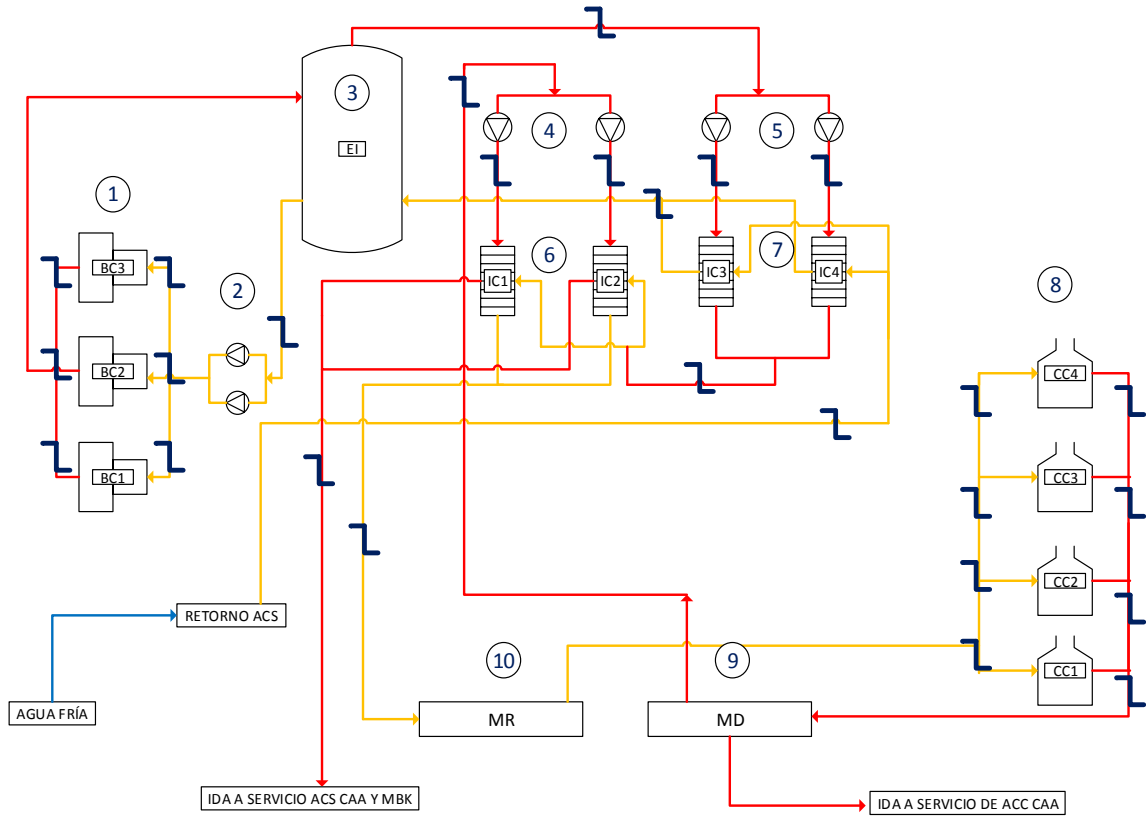 3
EI
4
5
1
BC3
2
6
7
IC1
IC2
IC3
IC4
8
BC2
CC4
BC1
CC3
CC2
RETORNO ACS
10
9
CC1
AGUA FRÍA
MR
MD
IDA A SERVICIO ACS CAA Y MBK
IDA A SERVICIO DE ACC CAA